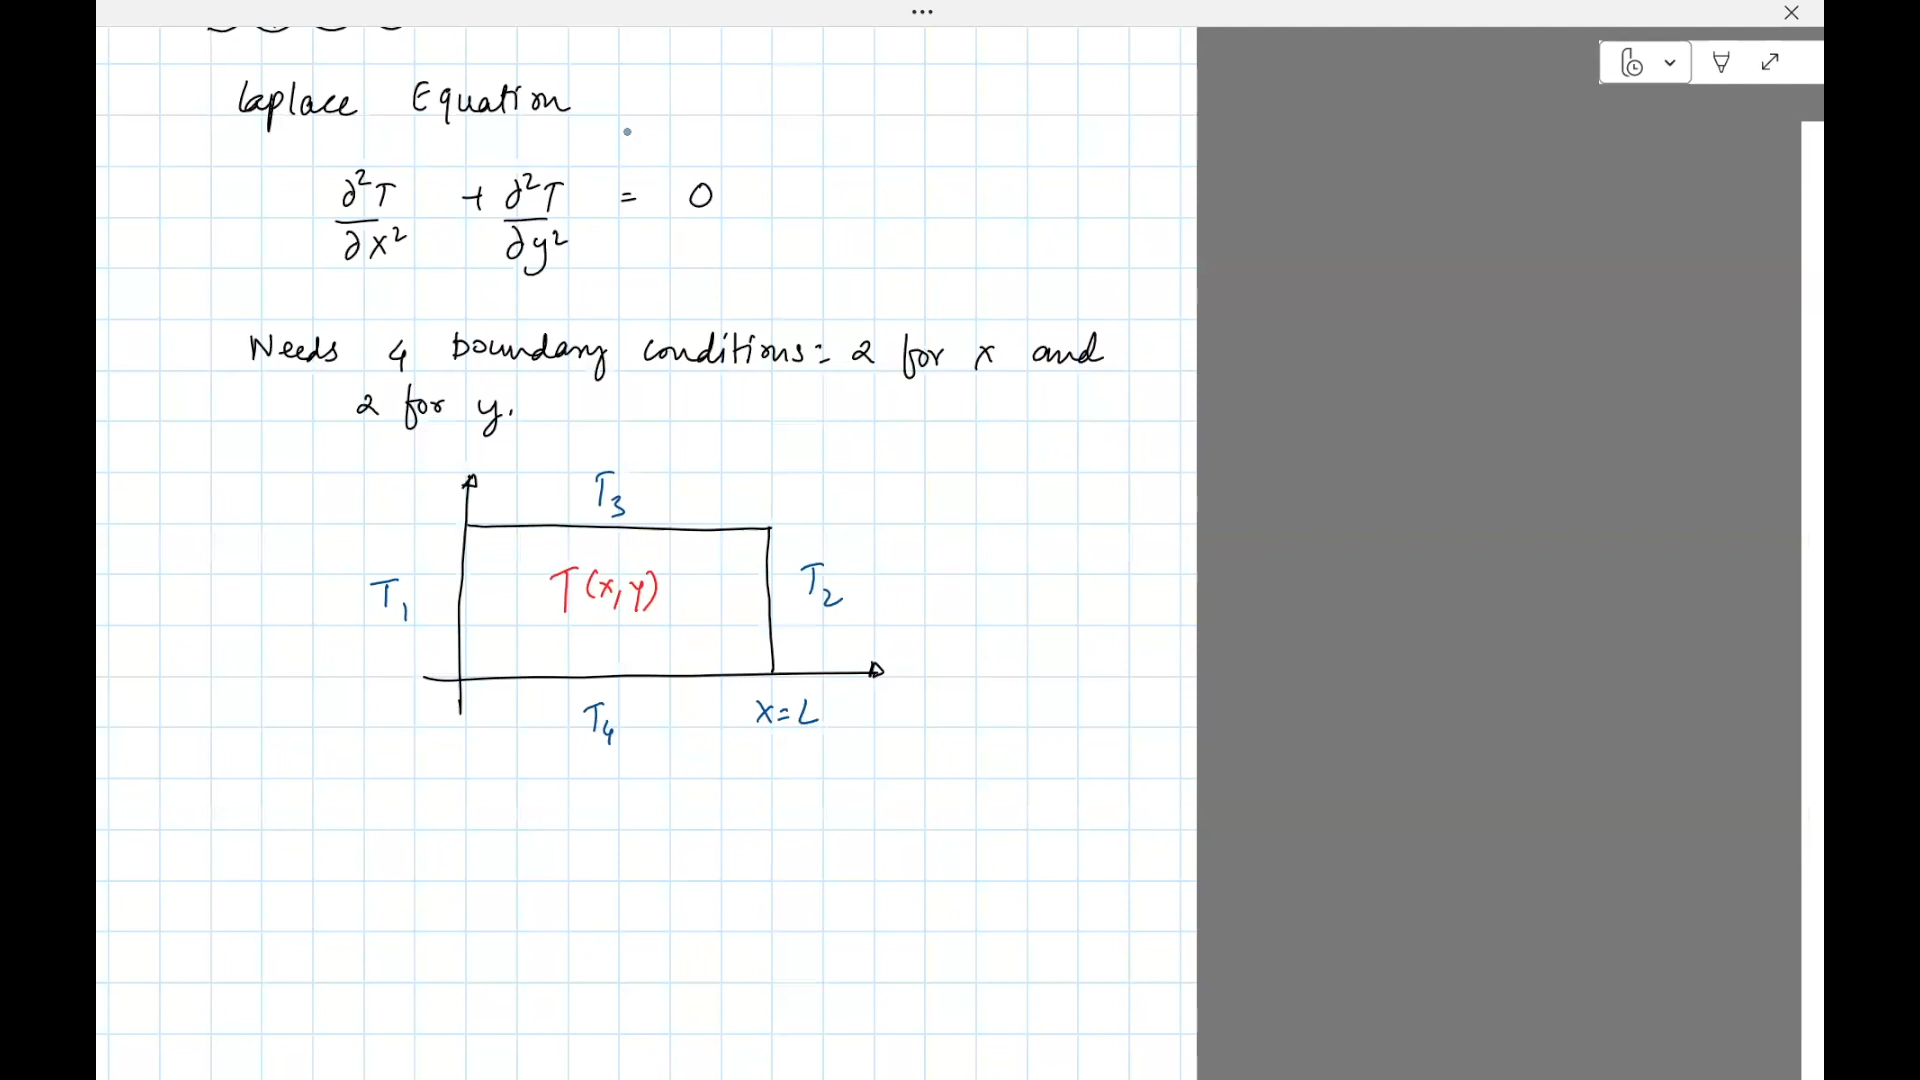 Laplace Equation
∂²T/∂x² + ∂²T/∂y² = 0
Needs 4 boundary conditions: 2 for x and
2 for y.
T₃
T₁ T(x,y) T₂
T₄ x=L